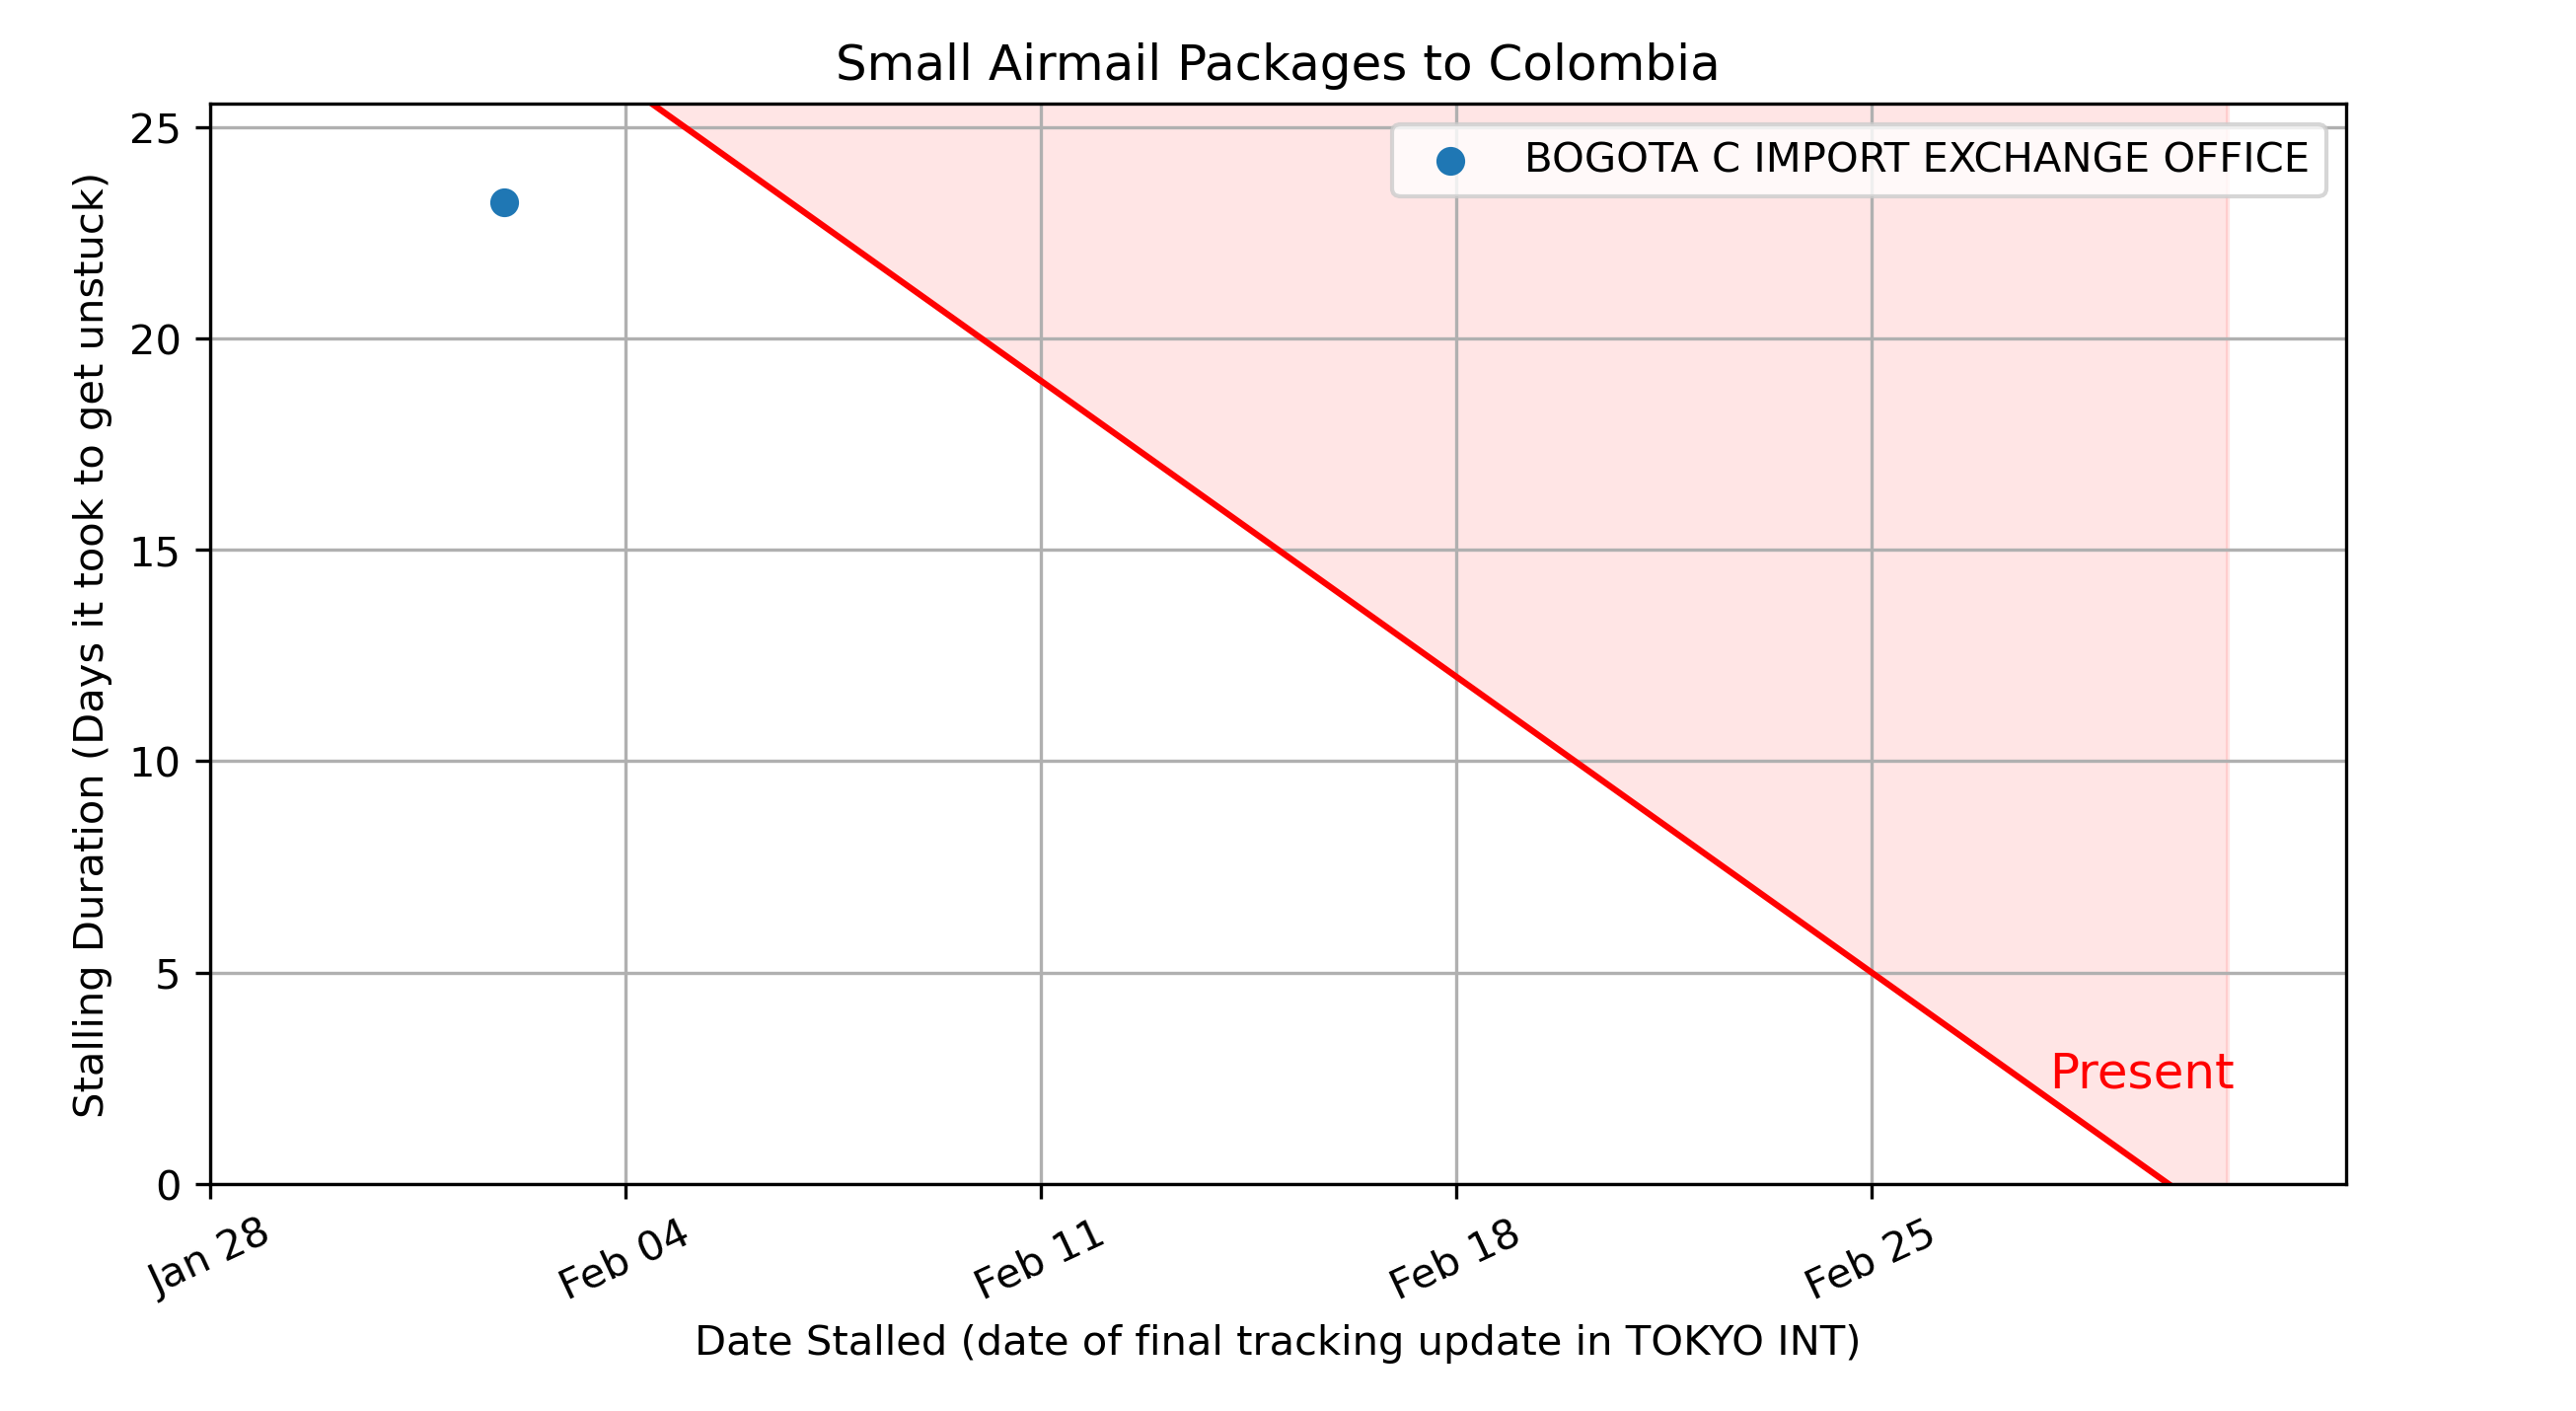 Small Airmail Packages to Colombia
BOGOTA C IMPORT EXCHANGE OFFICE
Stalling Duration (Days it took to get unstuck)
25
20
15
10
5
0
Present
Jan 28
Feb 04
Feb 11
Feb 18
Feb 25
Date Stalled (date of final tracking update in TOKYO INT)